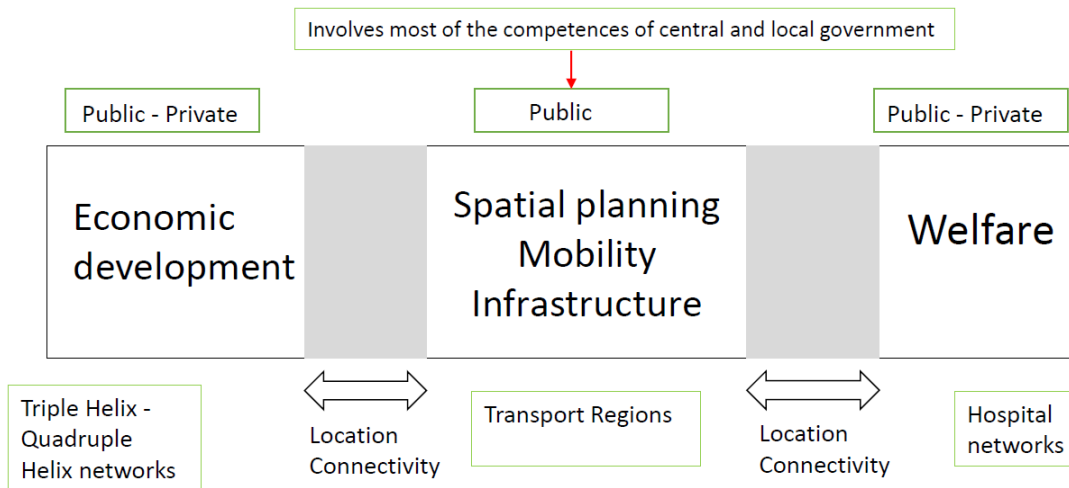 Involves most of the competences of central and local government
Public - Private
Public
Public - Private
Economic
development
Spatial planning
Mobility
Infrastructure
Welfare
Triple Helix -
Quadruple
Helix networks
Location
Connectivity
Transport Regions
Location
Connectivity
Hospital
networks